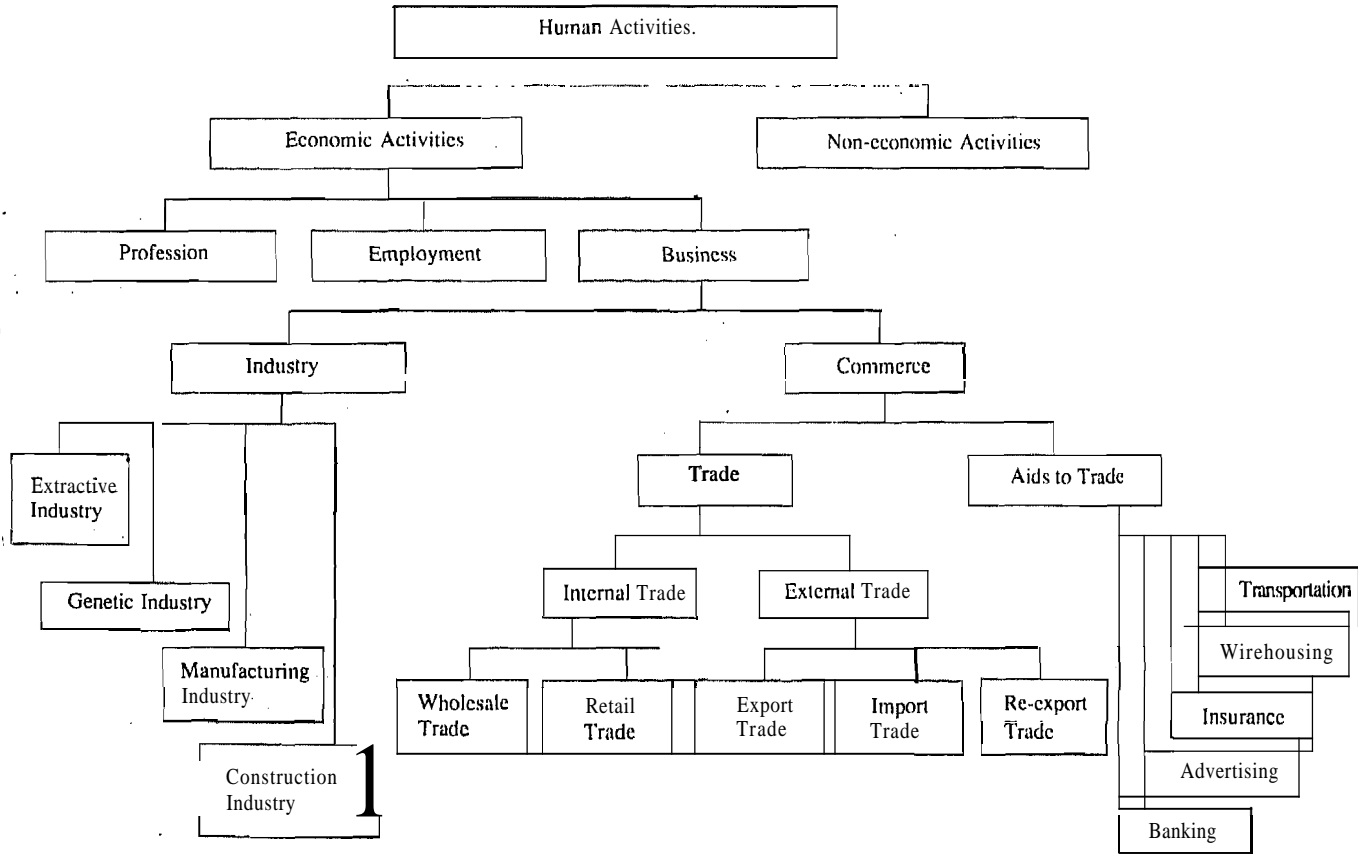 Human Activities.
Economic Activities
Non-economic Activities
Profession
Employment
Business
Industry
Commerce
Extractive
Industry
Trade
Aids to Trade
Genetic Industry
Internal Trade
External Trade
Transportation
Wirehousing
Manufacturing
Industry
Wholesale
Trade
Retail
Trade
Export
Trade
Import
Trade
Re-export
Trade
Insurance
Construction
Industry
1
Advertising
Banking